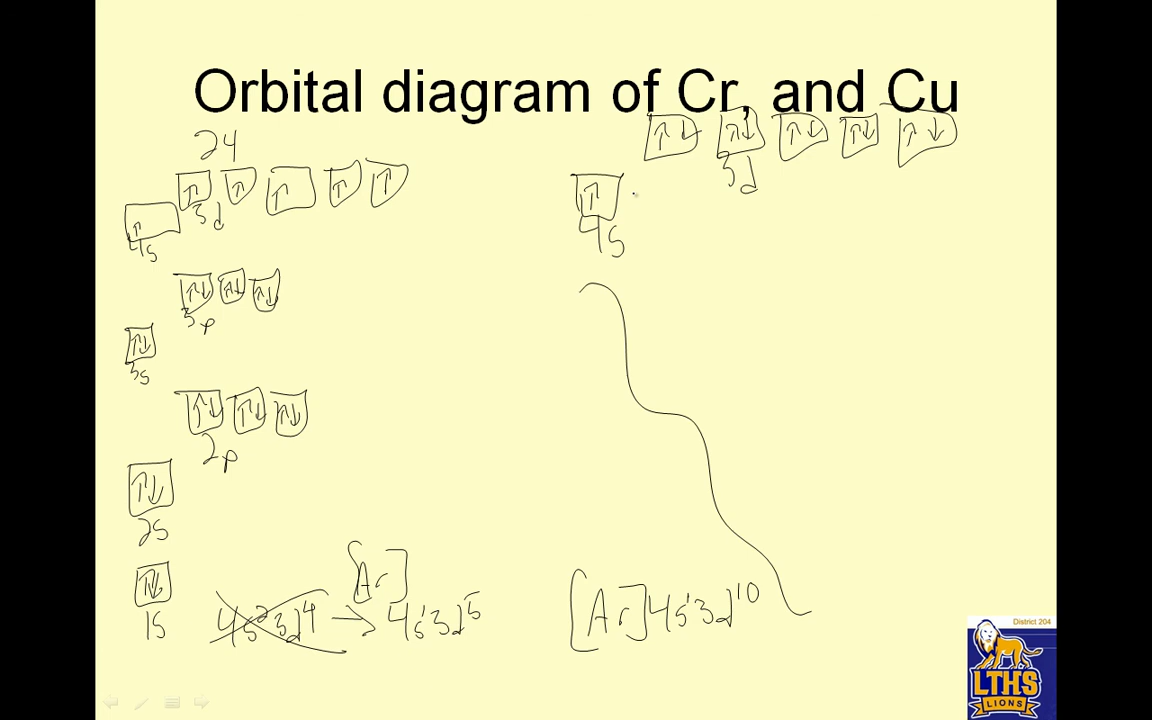 Orbital diagram of Cr, and Cu
24
↑ ↑ ↑ ↑ ↑
3d
↑
4s
↑↓ ↑↓ ↑↓
3p
↑↓
3s
↑↓ ↑↓ ↑↓
2p
↑↓
2s
↑↓
1s
4s²3d⁴ → [Ar] 4s¹3d⁵
↑↓ ↑↓ ↑↓ ↑↓ ↑↓
3d
↑
4s
[Ar]4s¹3d¹⁰
District 204
LTHS
LIONS